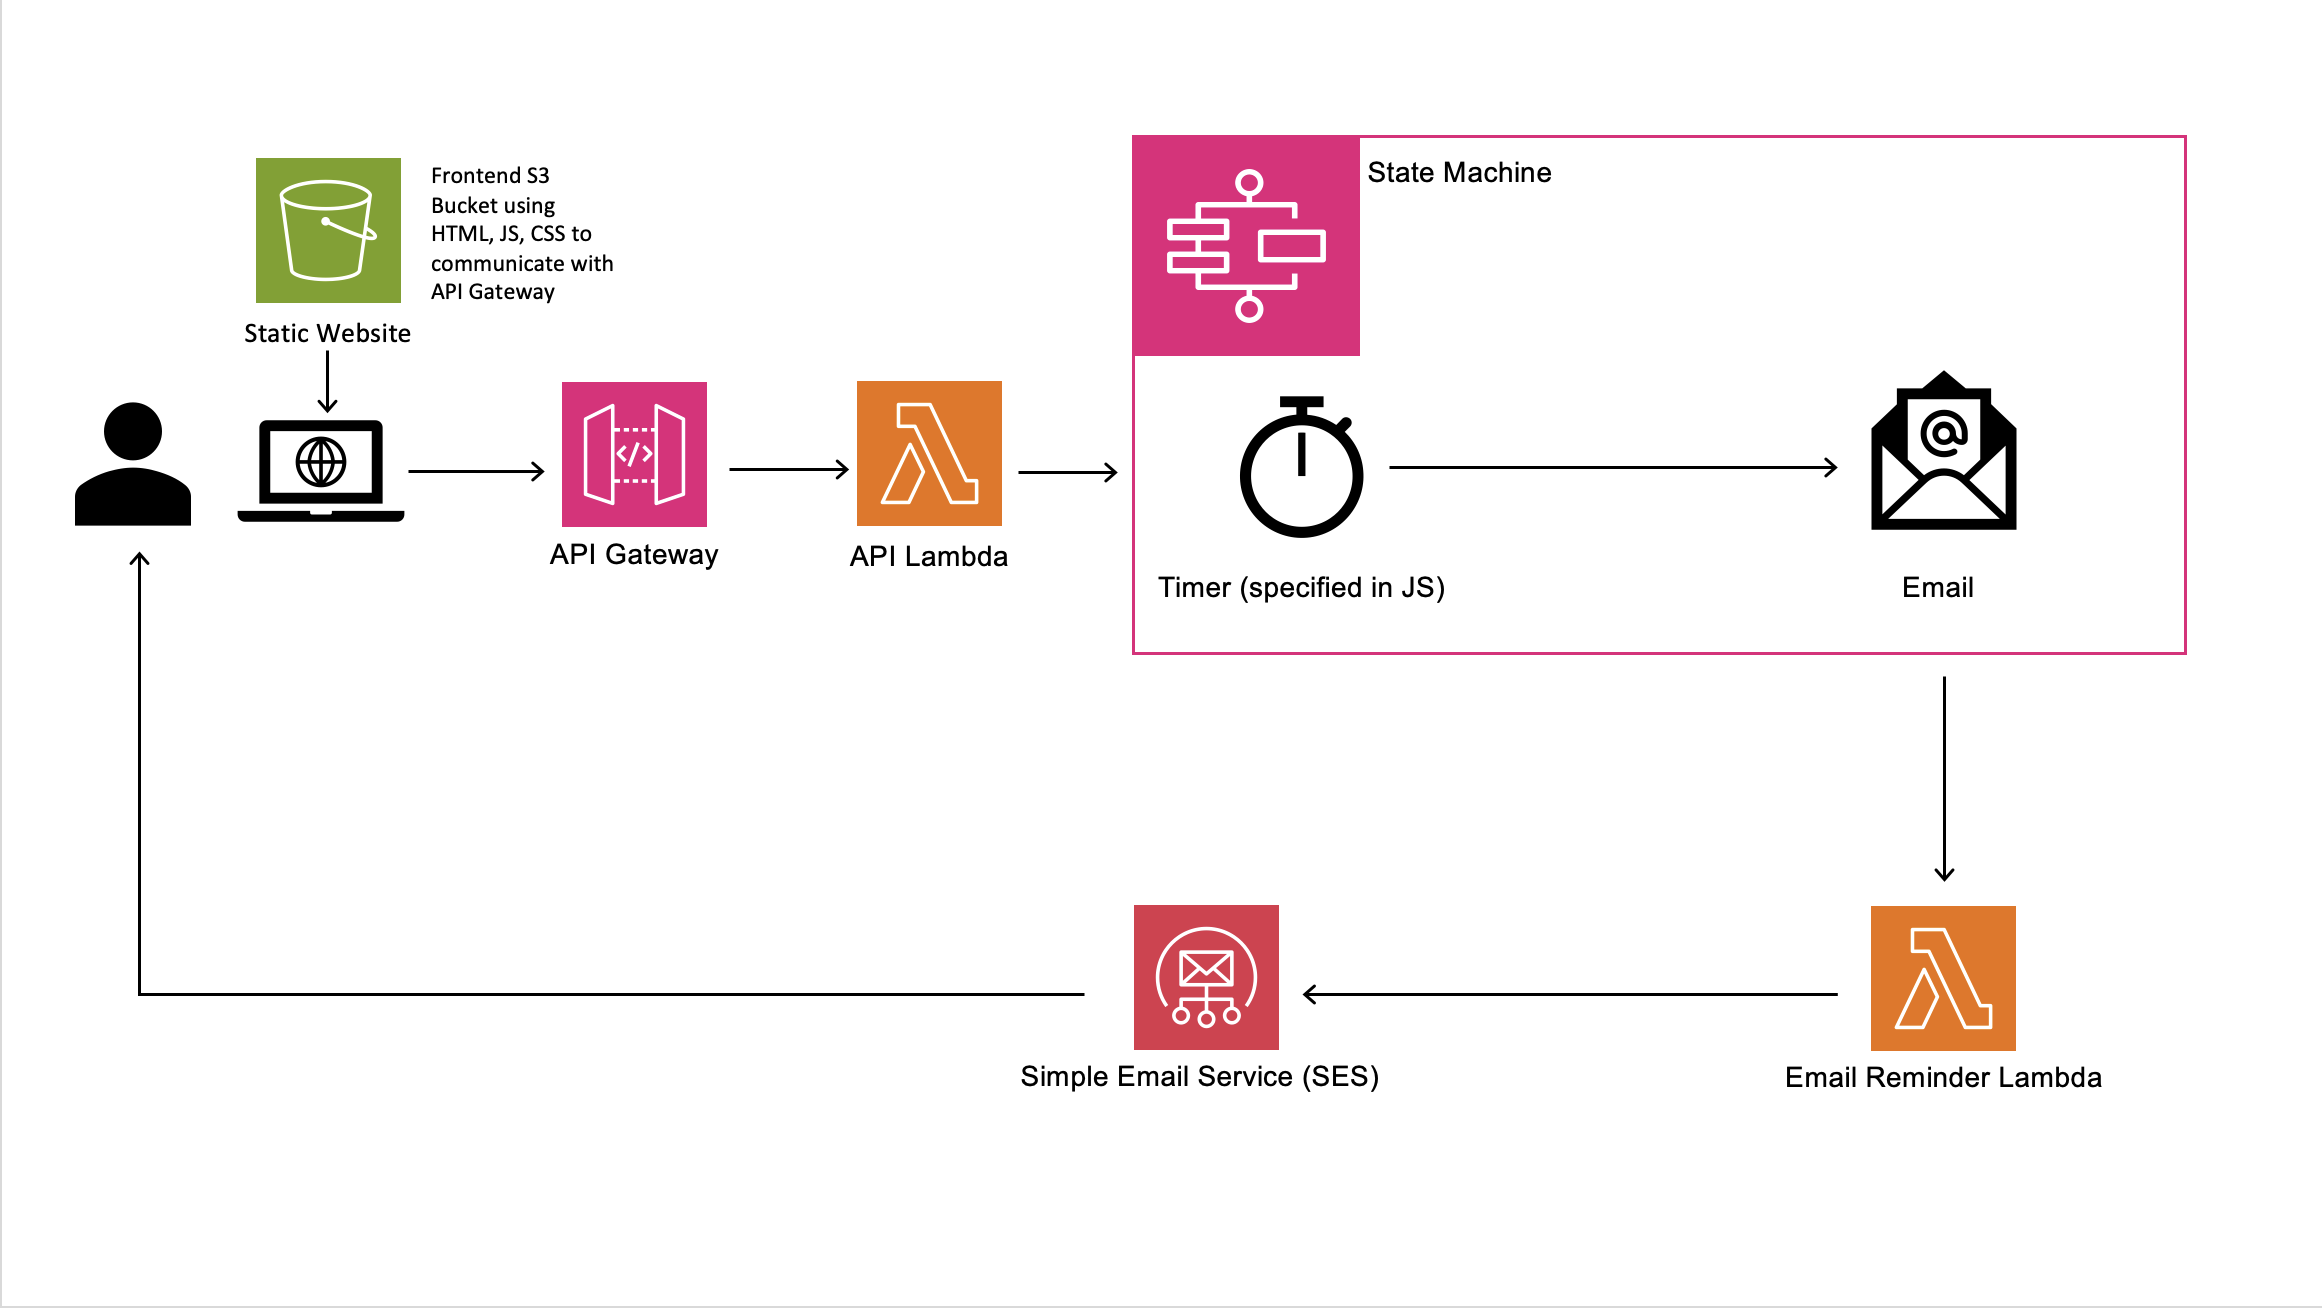 Frontend S3
Bucket using
HTML, JS, CSS to
communicate with
API Gateway
Static Website
State Machine
API Gateway
API Lambda
Timer (specified in JS)
Email
Simple Email Service (SES)
Email Reminder Lambda